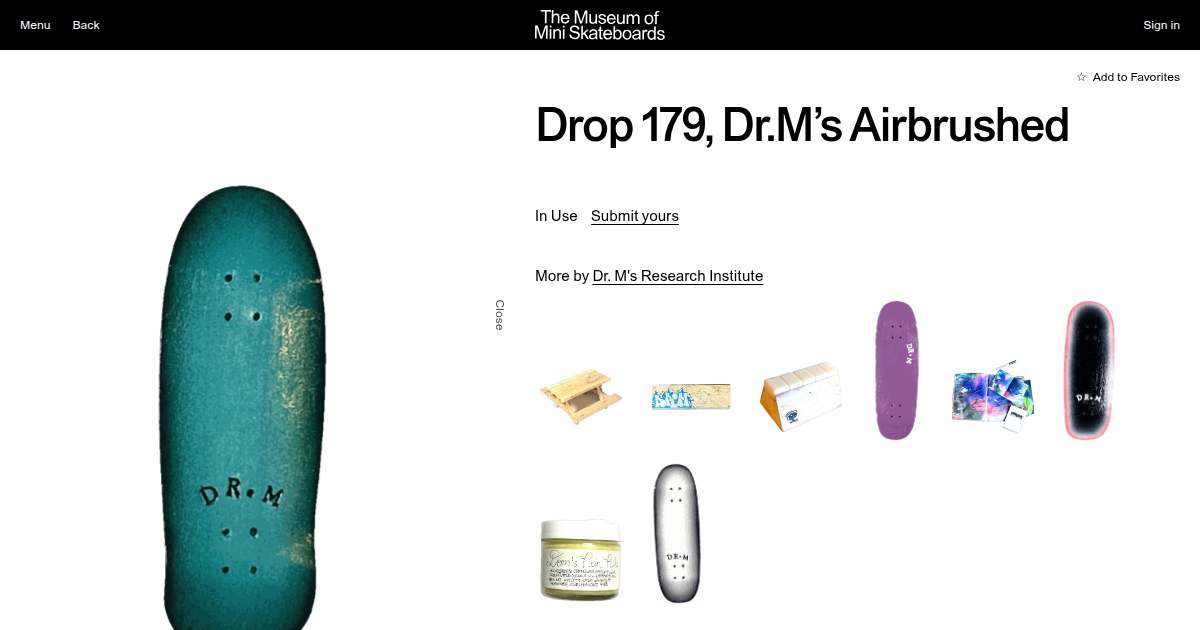 Menu
Back
The Museum of
Mini Skateboards
Sign in
☆ Add to Favorites
Drop 179, Dr.M’s Airbrushed
In Use Submit yours
More by Dr. M's Research Institute
Close
DR.M
DR.M
DR.M
DR.M